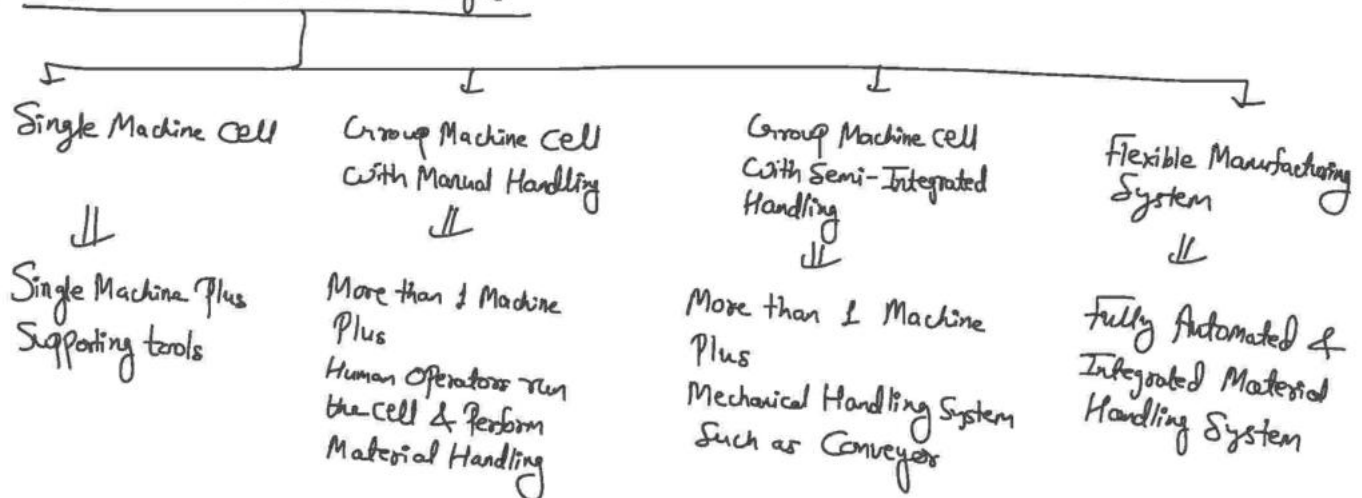 Single Machine Cell
Group Machine Cell
With Manual Handling
Group Machine cell
With Semi-Integrated
Handling
Flexible Manufacturing
System
Single Machine Plus
Supporting tools
More than 1 Machine
Plus
Human Operators run
the cell & Perform
Material Handling
More than 1 Machine
Plus
Mechanical Handling System
Such as Conveyor
Fully Automated &
Integrated Material
Handling System